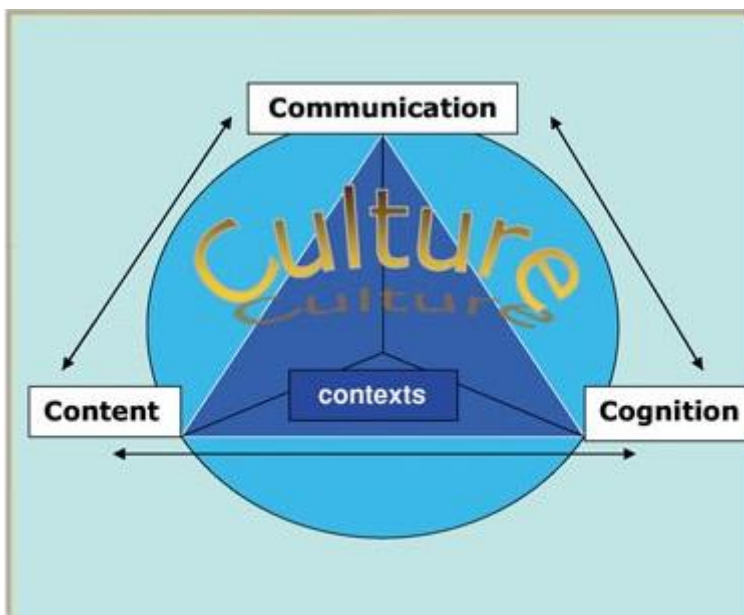 Communication
Culture
Culture
contexts
Content
Cognition